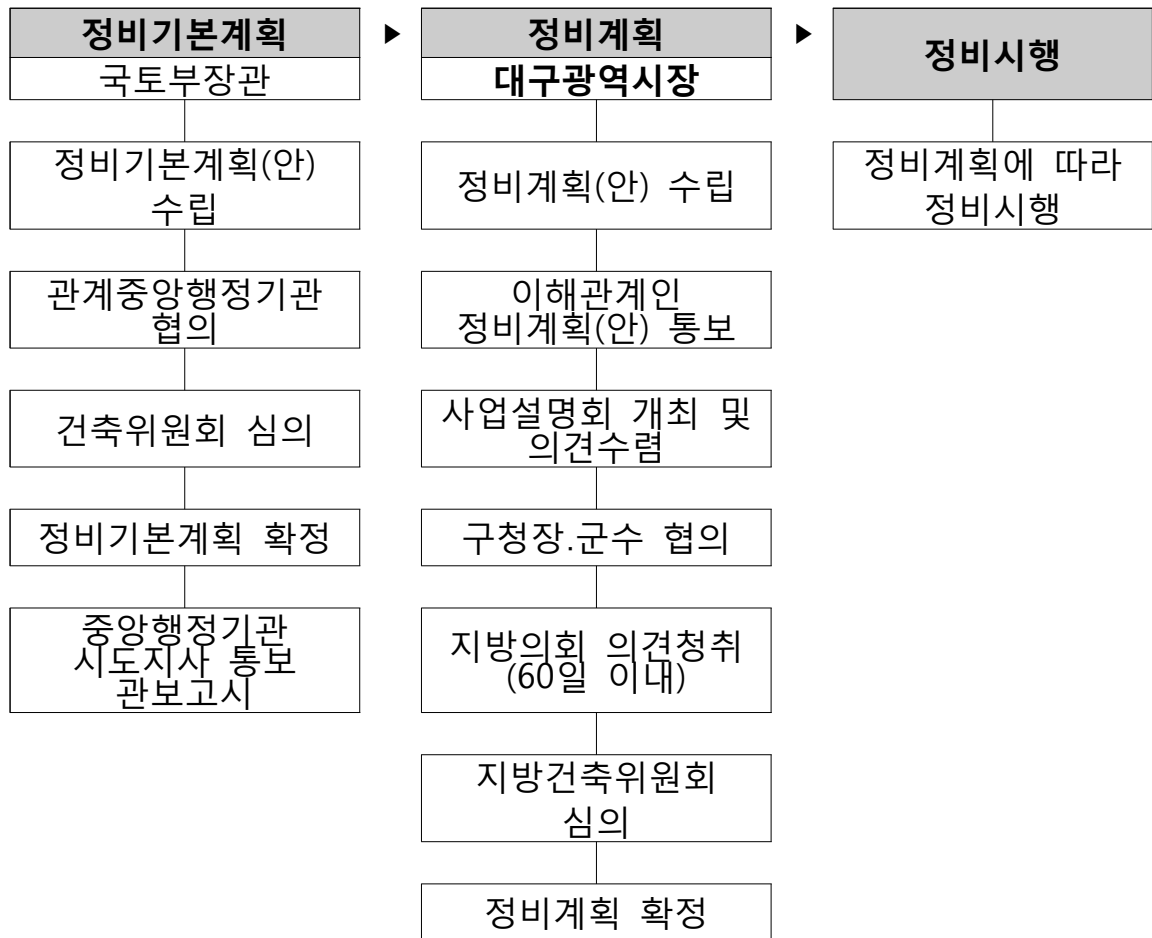 정비기본계획
국토부장관
정비기본계획(안)
수립
관계중앙행정기관
협의
건축위원회 심의
정비기본계획 확정
중앙행정기관
시도지사 통보
관보고시
▶
정비계획
대구광역시장
정비계획(안) 수립
이해관계인
정비계획(안) 통보
사업설명회 개최 및
의견수렴
구청장.군수 협의
지방의회 의견청취
(60일 이내)
지방건축위원회
심의
정비계획 확정
▶
정비시행
정비계획에 따라
정비시행